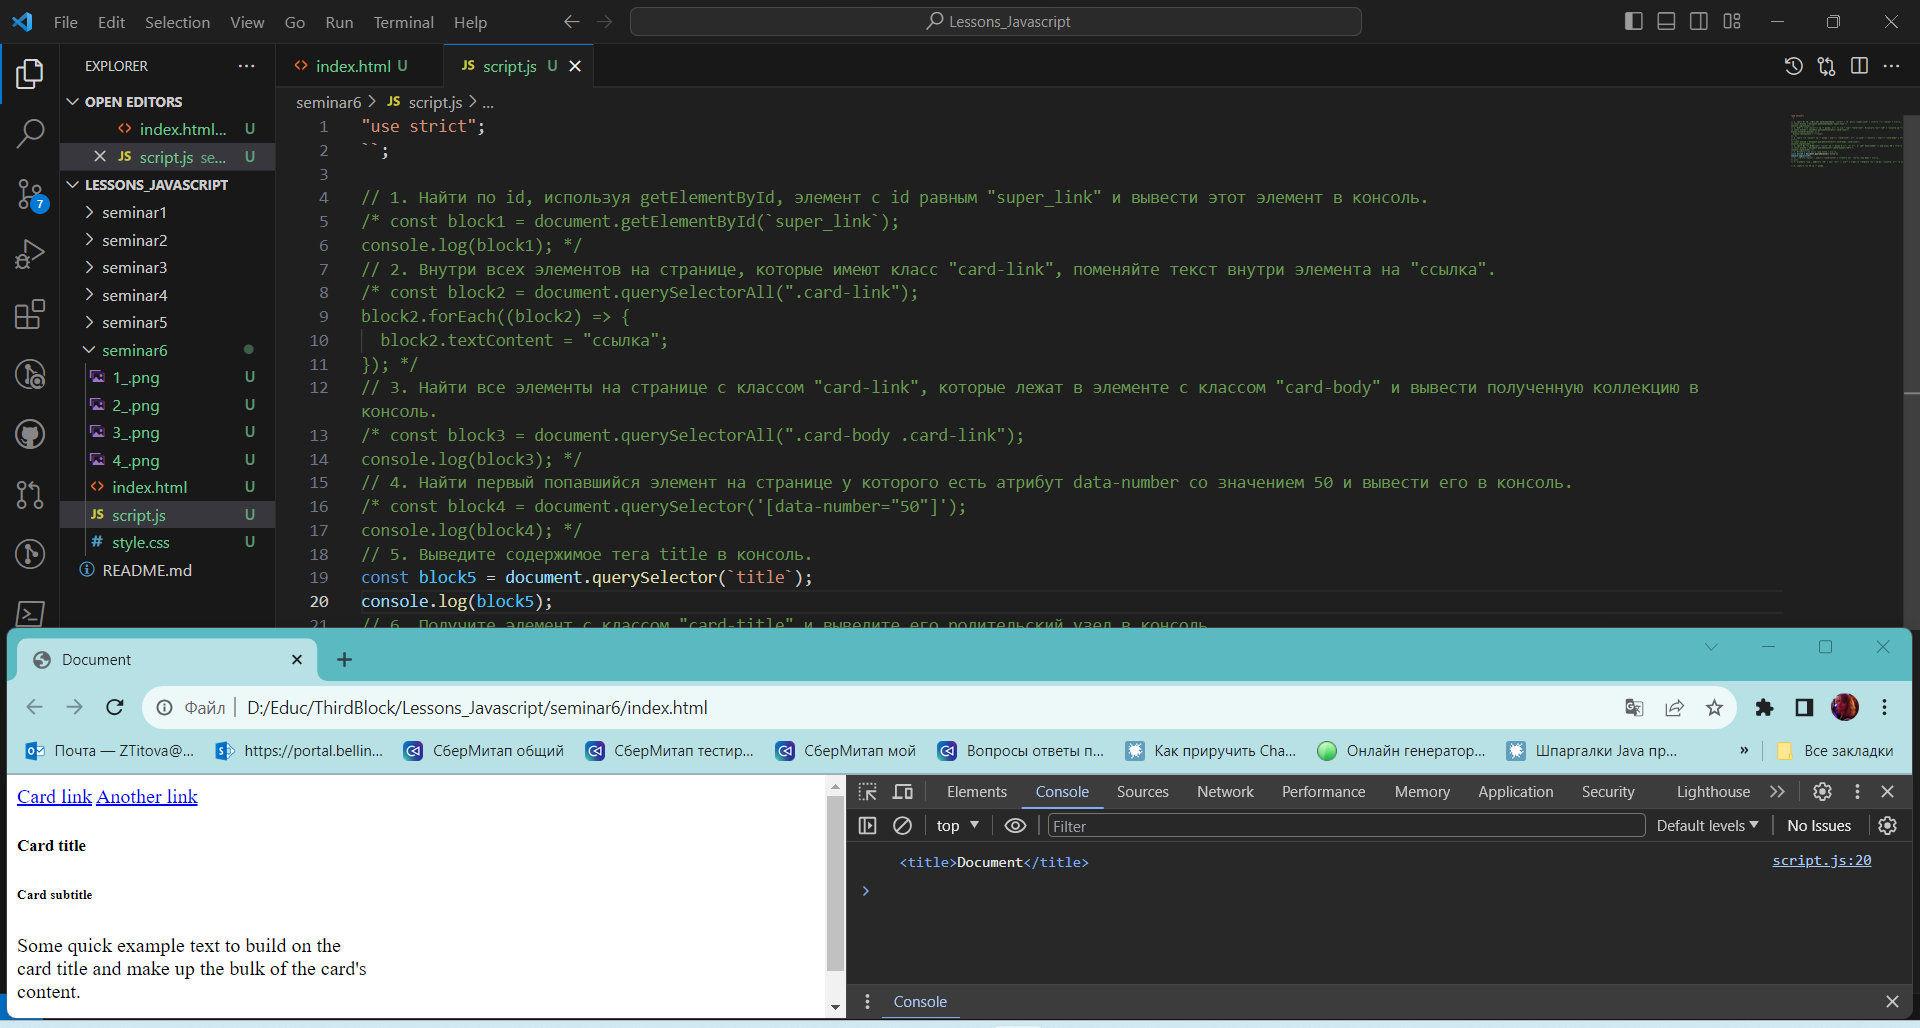 File Edit Selection View Go Run Terminal Help
Lessons_Javascript
EXPLORER
OPEN EDITORS
index.html... U
script.js se... U
LESSONS_JAVASCRIPT
seminar1
seminar2
seminar3
seminar4
seminar5
seminar6
1_.png U
2_.png U
3_.png U
4_.png U
index.html U
script.js U
style.css U
README.md
7
index.html U
JS script.js U
seminar6 > JS script.js > ...
1 "use strict";
2 ``;
3
4 // 1. Найти по id, используя getElementById, элемент с id равным "super_link" и вывести этот элемент в консоль.
5 /* const block1 = document.getElementById(`super_link`);
6 console.log(block1); */
7 // 2. Внутри всех элементов на странице, которые имеют класс "card-link", поменяйте текст внутри элемента на "ссылка".
8 /* const block2 = document.querySelectorAll(".card-link");
9 block2.forEach((block2) => {
10 block2.textContent = "ссылка";
11 }); */
12 // 3. Найти все элементы на странице с классом "card-link", которые лежат в элементе с классом "card-body" и вывести полученную коллекцию в
консоль.
13 /* const block3 = document.querySelectorAll(".card-body .card-link");
14 console.log(block3); */
15 // 4. Найти первый попавшийся элемент на странице у которого есть атрибут data-number со значением 50 и вывести его в консоль.
16 /* const block4 = document.querySelector('[data-number="50"]');
17 console.log(block4); */
18 // 5. Выведите содержимое тега title в консоль.
19 const block5 = document.querySelector(`title`);
20 console.log(block5);
21 // 6. Получите элемент с классом "card-title" и выведите его родительский узел в консоль.
Document
Файл D:/Educ/ThirdBlock/Lessons_Javascript/seminar6/index.html
Почта — ZTitova@... https://portal.bellin... СберМитап общий СберМитап тестир... СберМитап мой Вопросы ответы п... Как приручить Cha... Онлайн генератор... Шпаргалки Java пр... » Все закладки
Card link Another link
Card title
Card subtitle
Some quick example text to build on the
card title and make up the bulk of the card's
content.
Elements Console Sources Network Performance Memory Application Security Lighthouse
top Filter Default levels No Issues
<title>Document</title> script.js:20
Console